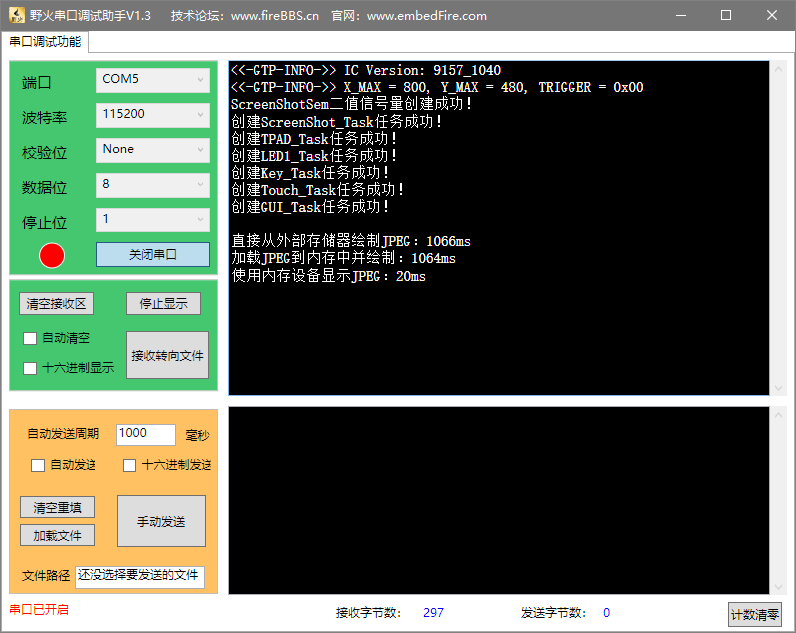 野火串口调试助手V1.3 技术论坛：www.fireBBS.cn 官网：www.embedFire.com
串口调试功能
端口 COM5
波特率 115200
校验位 None
数据位 8
停止位 1
关闭串口
清空接收区 停止显示
自动清空
十六进制显示
接收转向文件
<<-GTP-INFO->> IC Version: 9157_1040
<<-GTP-INFO->> X_MAX = 800, Y_MAX = 480, TRIGGER = 0x00
ScreenShotSem二值信号量创建成功！
创建ScreenShot_Task任务成功！
创建TPAD_Task任务成功！
创建LED1_Task任务成功！
创建Key_Task任务成功！
创建Touch_Task任务成功！
创建GUI_Task任务成功！
直接从外部存储器绘制JPEG：1066ms
加载JPEG到内存中并绘制：1064ms
使用内存设备显示JPEG：20ms
自动发送周期 1000 毫秒
自动发送 十六进制发送
清空重填
加载文件
手动发送
文件路径 还没选择要发送的文件
串口已开启 接收字节数： 297 发送字节数： 0 计数清零